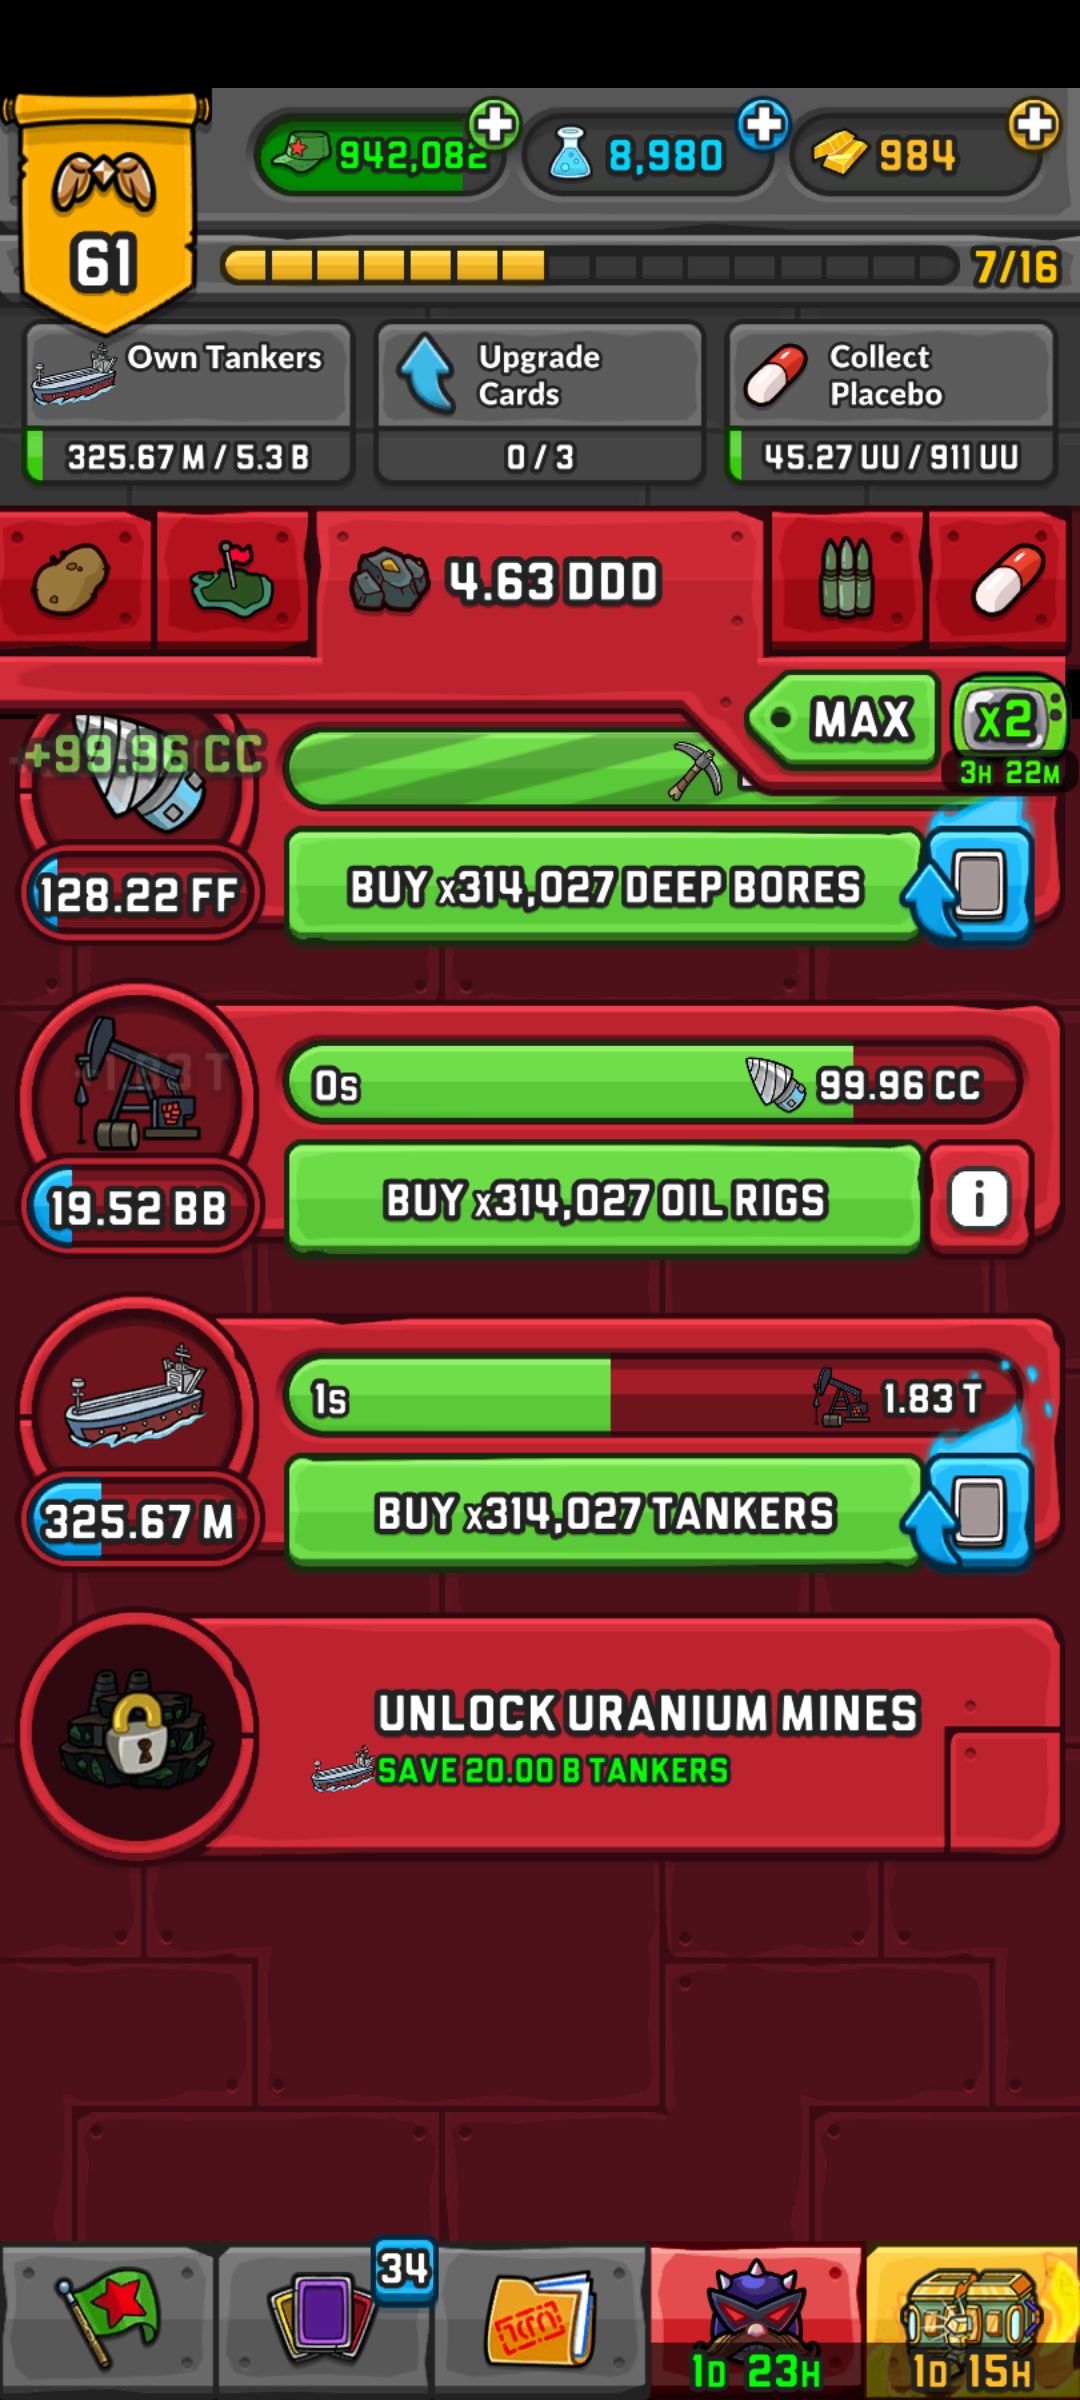 942,082
8,980
984
61
7/16
Own Tankers
325.67 M / 5.3 B
Upgrade
Cards
0 / 3
Collect
Placebo
45.27 UU / 911 UU
4.63 DDD
MAX
x2
3H 22M
+99.96 CC
128.22 FF
BUY x314,027 DEEP BORES
0s
99.96 CC
19.52 BB
BUY x314,027 OIL RIGS
i
1s
1.83 T
325.67 M
BUY x314,027 TANKERS
UNLOCK URANIUM MINES
SAVE 20.00 B TANKERS
34
1D 23H
1D 15H